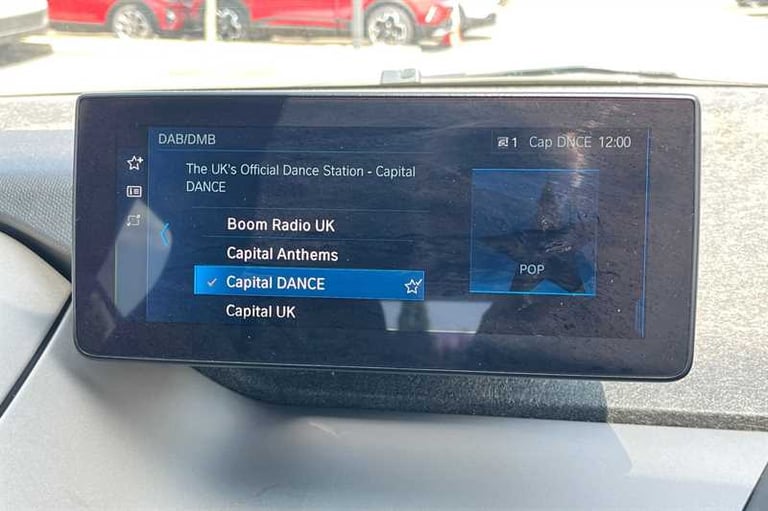 DAB/DMB 1 Cap DNCE 12:00
The UK's Official Dance Station - Capital
DANCE
Boom Radio UK
Capital Anthems
Capital DANCE
Capital UK
POP